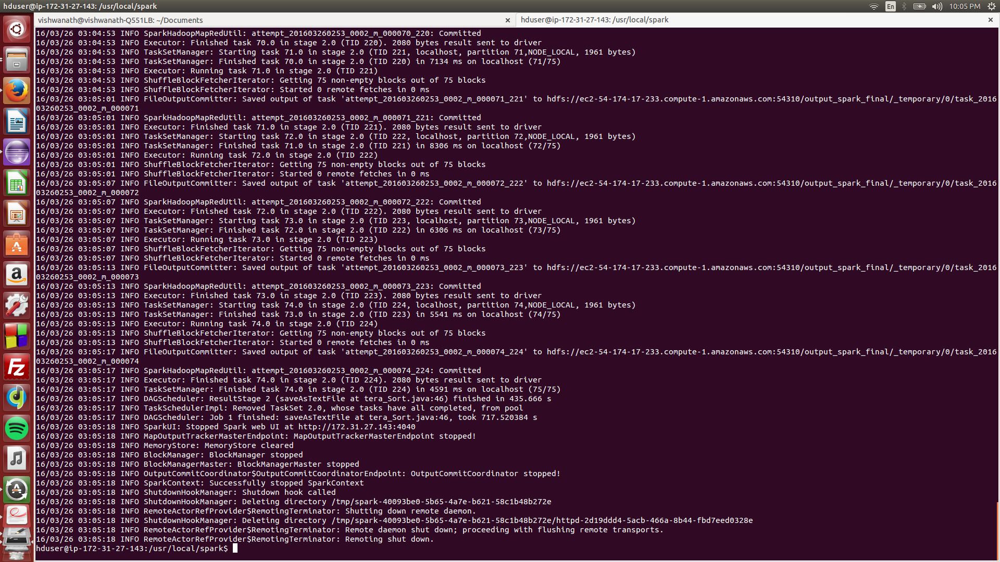 hduser@ip-172-31-27-143: /usr/local/spark
En
10:05 PM
vishwanath@vishwanath-Q551LB: ~/Documents
hduser@ip-172-31-27-143: /usr/local/spark
16/03/26 03:04:53 INFO SparkHadoopMapRedUtil: attempt_201603260253_0002_m_000070_220: Committed
16/03/26 03:04:53 INFO Executor: Finished task 70.0 in stage 2.0 (TID 220). 2080 bytes result sent to driver
16/03/26 03:04:53 INFO TaskSetManager: Starting task 71.0 in stage 2.0 (TID 221, localhost, partition 71,NODE_LOCAL, 1961 bytes)
16/03/26 03:04:53 INFO TaskSetManager: Finished task 70.0 in stage 2.0 (TID 220) in 7134 ms on localhost (71/75)
16/03/26 03:04:53 INFO Executor: Running task 71.0 in stage 2.0 (TID 221)
16/03/26 03:04:53 INFO ShuffleBlockFetcherIterator: Getting 75 non-empty blocks out of 75 blocks
16/03/26 03:04:53 INFO ShuffleBlockFetcherIterator: Started 0 remote fetches in 0 ms
16/03/26 03:05:01 INFO FileOutputCommitter: Saved output of task 'attempt_201603260253_0002_m_000071_221' to hdfs://ec2-54-174-17-233.compute-1.amazonaws.com:54310/output_spark_final/_temporary/0/task_2016
03260253_0002_m_000071
16/03/26 03:05:01 INFO SparkHadoopMapRedUtil: attempt_201603260253_0002_m_000071_221: Committed
16/03/26 03:05:01 INFO Executor: Finished task 71.0 in stage 2.0 (TID 221). 2080 bytes result sent to driver
16/03/26 03:05:01 INFO TaskSetManager: Starting task 72.0 in stage 2.0 (TID 222, localhost, partition 72,NODE_LOCAL, 1961 bytes)
16/03/26 03:05:01 INFO TaskSetManager: Finished task 71.0 in stage 2.0 (TID 221) in 8306 ms on localhost (72/75)
16/03/26 03:05:01 INFO Executor: Running task 72.0 in stage 2.0 (TID 222)
16/03/26 03:05:01 INFO ShuffleBlockFetcherIterator: Getting 75 non-empty blocks out of 75 blocks
16/03/26 03:05:01 INFO ShuffleBlockFetcherIterator: Started 0 remote fetches in 0 ms
16/03/26 03:05:07 INFO FileOutputCommitter: Saved output of task 'attempt_201603260253_0002_m_000072_222' to hdfs://ec2-54-174-17-233.compute-1.amazonaws.com:54310/output_spark_final/_temporary/0/task_2016
03260253_0002_m_000072
16/03/26 03:05:07 INFO SparkHadoopMapRedUtil: attempt_201603260253_0002_m_000072_222: Committed
16/03/26 03:05:07 INFO Executor: Finished task 72.0 in stage 2.0 (TID 222). 2080 bytes result sent to driver
16/03/26 03:05:07 INFO TaskSetManager: Starting task 73.0 in stage 2.0 (TID 223, localhost, partition 73,NODE_LOCAL, 1961 bytes)
16/03/26 03:05:07 INFO TaskSetManager: Finished task 72.0 in stage 2.0 (TID 222) in 6306 ms on localhost (73/75)
16/03/26 03:05:07 INFO Executor: Running task 73.0 in stage 2.0 (TID 223)
16/03/26 03:05:07 INFO ShuffleBlockFetcherIterator: Getting 75 non-empty blocks out of 75 blocks
16/03/26 03:05:07 INFO ShuffleBlockFetcherIterator: Started 0 remote fetches in 0 ms
16/03/26 03:05:13 INFO FileOutputCommitter: Saved output of task 'attempt_201603260253_0002_m_000073_223' to hdfs://ec2-54-174-17-233.compute-1.amazonaws.com:54310/output_spark_final/_temporary/0/task_2016
03260253_0002_m_000073
16/03/26 03:05:13 INFO SparkHadoopMapRedUtil: attempt_201603260253_0002_m_000073_223: Committed
16/03/26 03:05:13 INFO Executor: Finished task 73.0 in stage 2.0 (TID 223). 2080 bytes result sent to driver
16/03/26 03:05:13 INFO TaskSetManager: Starting task 74.0 in stage 2.0 (TID 224, localhost, partition 74,NODE_LOCAL, 1961 bytes)
16/03/26 03:05:13 INFO TaskSetManager: Finished task 73.0 in stage 2.0 (TID 223) in 5541 ms on localhost (74/75)
16/03/26 03:05:13 INFO Executor: Running task 74.0 in stage 2.0 (TID 224)
16/03/26 03:05:13 INFO ShuffleBlockFetcherIterator: Getting 75 non-empty blocks out of 75 blocks
16/03/26 03:05:13 INFO ShuffleBlockFetcherIterator: Started 0 remote fetches in 0 ms
16/03/26 03:05:17 INFO FileOutputCommitter: Saved output of task 'attempt_201603260253_0002_m_000074_224' to hdfs://ec2-54-174-17-233.compute-1.amazonaws.com:54310/output_spark_final/_temporary/0/task_2016
03260253_0002_m_000074
16/03/26 03:05:17 INFO SparkHadoopMapRedUtil: attempt_201603260253_0002_m_000074_224: Committed
16/03/26 03:05:17 INFO Executor: Finished task 74.0 in stage 2.0 (TID 224). 2080 bytes result sent to driver
16/03/26 03:05:17 INFO TaskSetManager: Finished task 74.0 in stage 2.0 (TID 224) in 4591 ms on localhost (75/75)
16/03/26 03:05:17 INFO DAGScheduler: ResultStage 2 (saveAsTextFile at tera_Sort.java:46) finished in 435.666 s
16/03/26 03:05:17 INFO TaskSchedulerImpl: Removed TaskSet 2.0, whose tasks have all completed, from pool
16/03/26 03:05:17 INFO DAGScheduler: Job 1 finished: saveAsTextFile at tera_Sort.java:46, took 717.520384 s
16/03/26 03:05:18 INFO SparkUI: Stopped Spark web UI at http://172.31.27.143:4040
16/03/26 03:05:18 INFO MapOutputTrackerMasterEndpoint: MapOutputTrackerMasterEndpoint stopped!
16/03/26 03:05:18 INFO MemoryStore: MemoryStore cleared
16/03/26 03:05:18 INFO BlockManager: BlockManager stopped
16/03/26 03:05:18 INFO BlockManagerMaster: BlockManagerMaster stopped
16/03/26 03:05:18 INFO OutputCommitCoordinator$OutputCommitCoordinatorEndpoint: OutputCommitCoordinator stopped!
16/03/26 03:05:18 INFO SparkContext: Successfully stopped SparkContext
16/03/26 03:05:18 INFO ShutdownHookManager: Shutdown hook called
16/03/26 03:05:18 INFO ShutdownHookManager: Deleting directory /tmp/spark-40093be0-5b65-4a7e-b621-58c1b48b272e
16/03/26 03:05:18 INFO RemoteActorRefProvider$RemotingTerminator: Shutting down remote daemon.
16/03/26 03:05:18 INFO ShutdownHookManager: Deleting directory /tmp/spark-40093be0-5b65-4a7e-b621-58c1b48b272e/httpd-2d19ddd4-5acb-466a-8b44-fbd7eed0328e
16/03/26 03:05:18 INFO RemoteActorRefProvider$RemotingTerminator: Remote daemon shut down; proceeding with flushing remote transports.
16/03/26 03:05:18 INFO RemoteActorRefProvider$RemotingTerminator: Remoting shut down.
hduser@ip-172-31-27-143:/usr/local/spark$